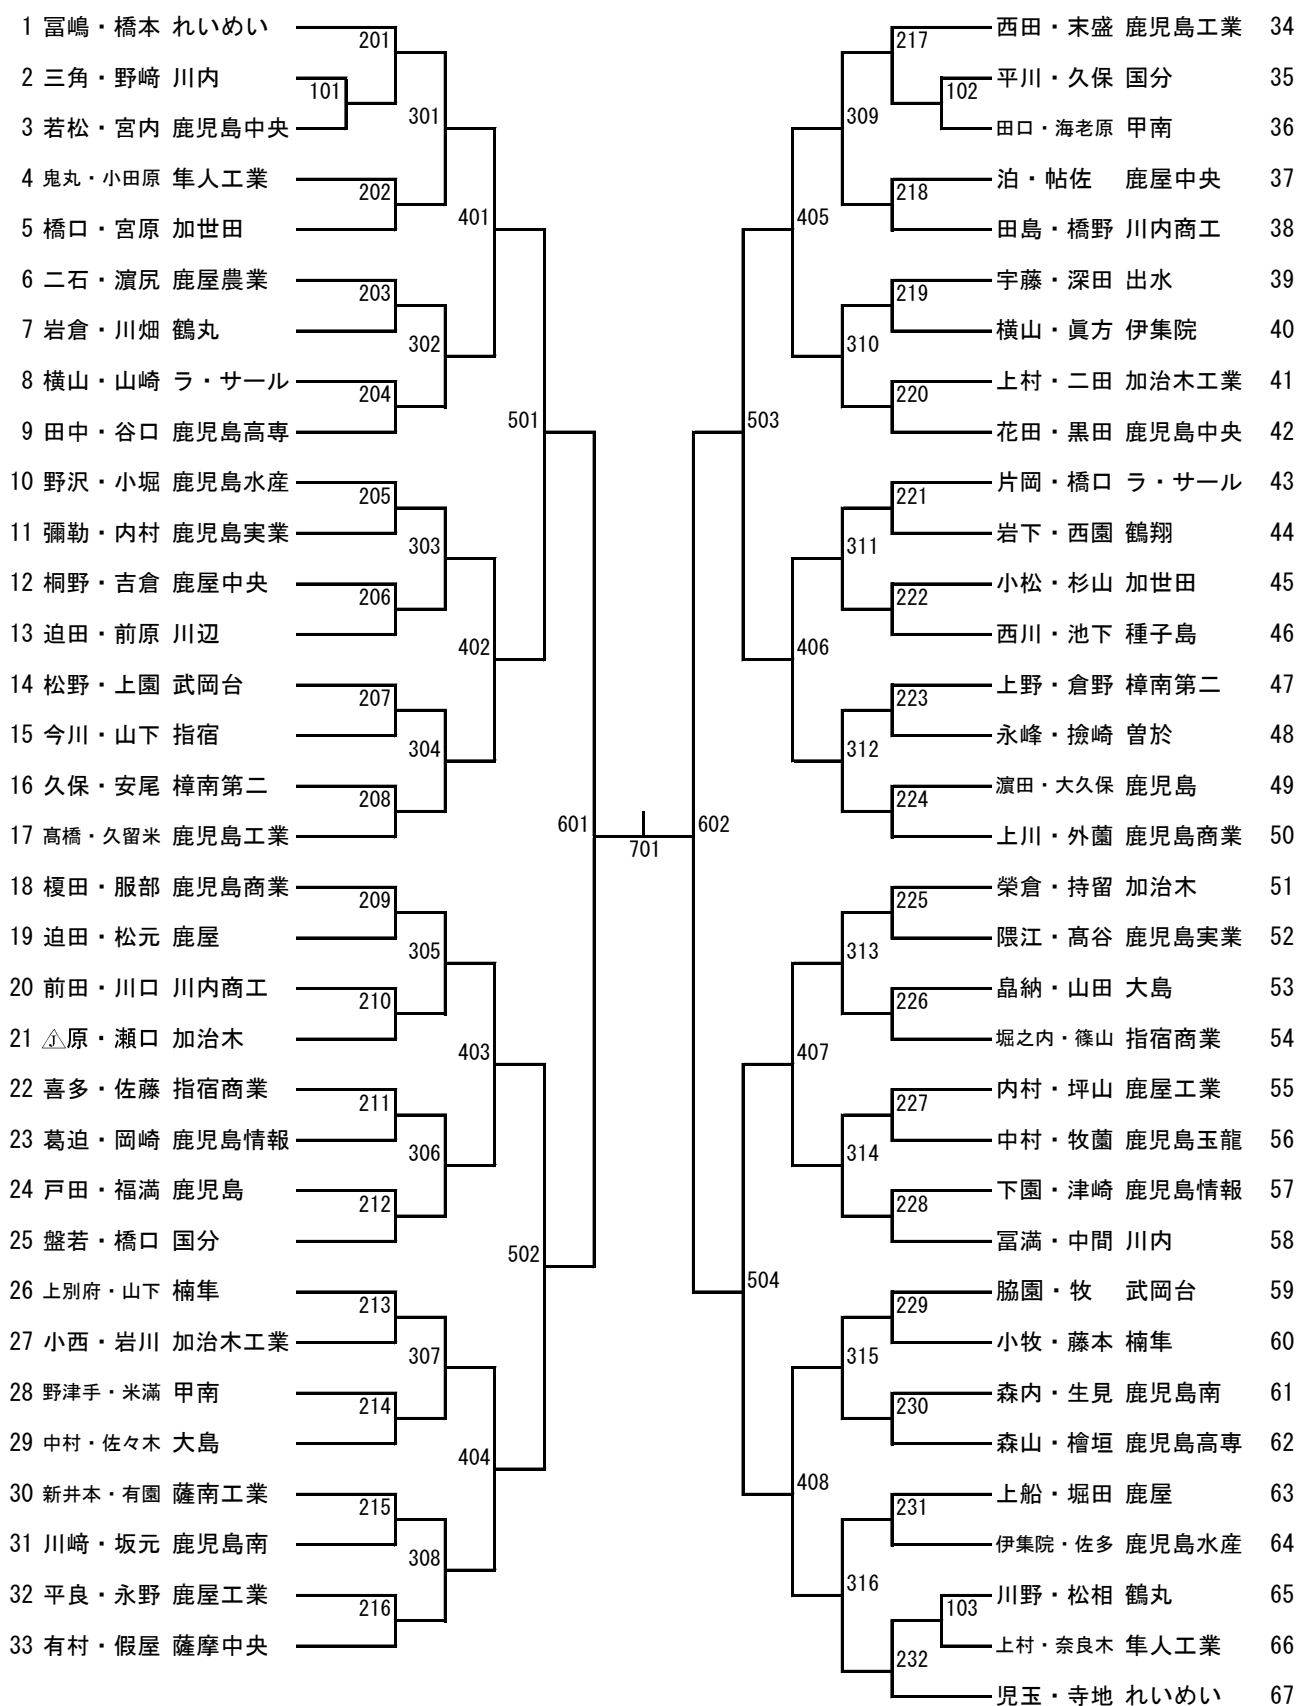 1 冨嶋・橋本 れいめい
2 三角・野﨑 川内
3 若松・宮内 鹿児島中央
4 鬼丸・小田原 隼人工業
5 橋口・宮原 加世田
6 二石・濵尻 鹿屋農業
7 岩倉・川畑 鶴丸
8 横山・山崎 ラ・サール
9 田中・谷口 鹿児島高専
10 野沢・小堀 鹿児島水産
11 彌勒・内村 鹿児島実業
12 桐野・吉倉 鹿屋中央
13 迫田・前原 川辺
14 松野・上園 武岡台
15 今川・山下 指宿
16 久保・安尾 樟南第二
17 髙橋・久留米 鹿児島工業
18 榎田・服部 鹿児島商業
19 迫田・松元 鹿屋
20 前田・川口 川内商工
21 原・瀬口 加治木
22 喜多・佐藤 指宿商業
23 葛迫・岡崎 鹿児島情報
24 戸田・福満 鹿児島
25 盤若・橋口 国分
26 上別府・山下 楠隼
27 小西・岩川 加治木工業
28 野津手・米滿 甲南
29 中村・佐々木 大島
30 新井本・有園 薩南工業
31 川﨑・坂元 鹿児島南
32 平良・永野 鹿屋工業
33 有村・假屋 薩摩中央
101
201
202
203
204
205
206
207
208
209
210
211
212
213
214
215
216
301
302
303
304
305
306
307
308
401
402
403
404
501
502
601
701
602
503
504
405
406
407
408
309
310
311
312
313
314
315
316
217
218
219
220
221
222
223
224
225
226
227
228
229
230
231
232
102
103
西田・末盛 鹿児島工業 34
平川・久保 国分 35
田口・海老原 甲南 36
泊・帖佐 鹿屋中央 37
田島・橋野 川内商工 38
宇藤・深田 出水 39
横山・眞方 伊集院 40
上村・二田 加治木工業 41
花田・黒田 鹿児島中央 42
片岡・橋口 ラ・サール 43
岩下・西園 鶴翔 44
小松・杉山 加世田 45
西川・池下 種子島 46
上野・倉野 樟南第二 47
永峰・撿崎 曽於 48
濵田・大久保 鹿児島 49
上川・外薗 鹿児島商業 50
榮倉・持留 加治木 51
隈江・髙谷 鹿児島実業 52
畠納・山田 大島 53
堀之内・篠山 指宿商業 54
内村・坪山 鹿屋工業 55
中村・牧薗 鹿児島玉龍 56
下園・津崎 鹿児島情報 57
冨満・中間 川内 58
脇園・牧 武岡台 59
小牧・藤本 楠隼 60
森内・生見 鹿児島南 61
森山・檜垣 鹿児島高専 62
上船・堀田 鹿屋 63
伊集院・佐多 鹿児島水産 64
川野・松相 鶴丸 65
上村・奈良木 隼人工業 66
児玉・寺地 れいめい 67